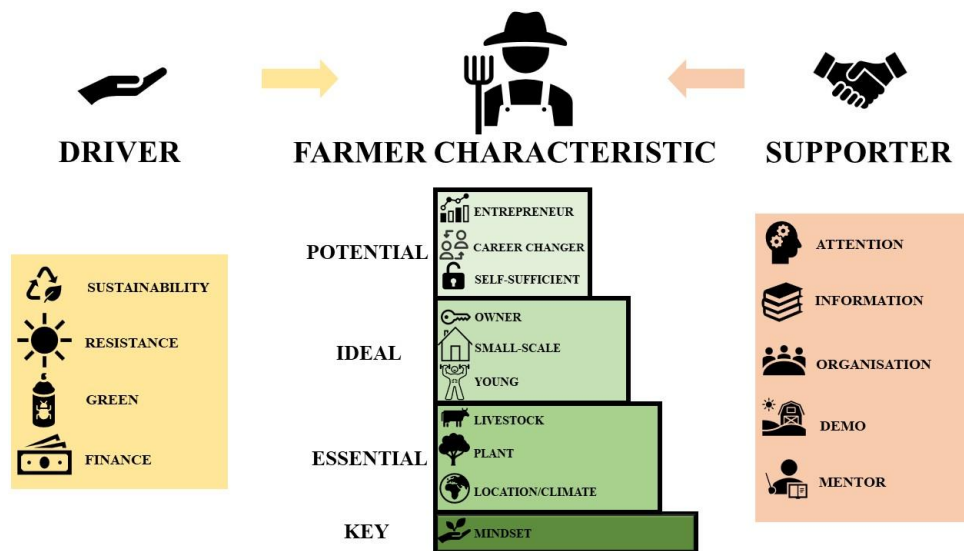 DRIVER
FARMER CHARACTERISTIC
SUPPORTER
SUSTAINABILITY
RESISTANCE
GREEN
FINANCE
POTENTIAL
ENTREPRENEUR
CAREER CHANGER
SELF-SUFFICIENT
IDEAL
OWNER
SMALL-SCALE
YOUNG
ESSENTIAL
LIVESTOCK
PLANT
LOCATION/CLIMATE
KEY
MINDSET
ATTENTION
INFORMATION
ORGANISATION
DEMO
MENTOR